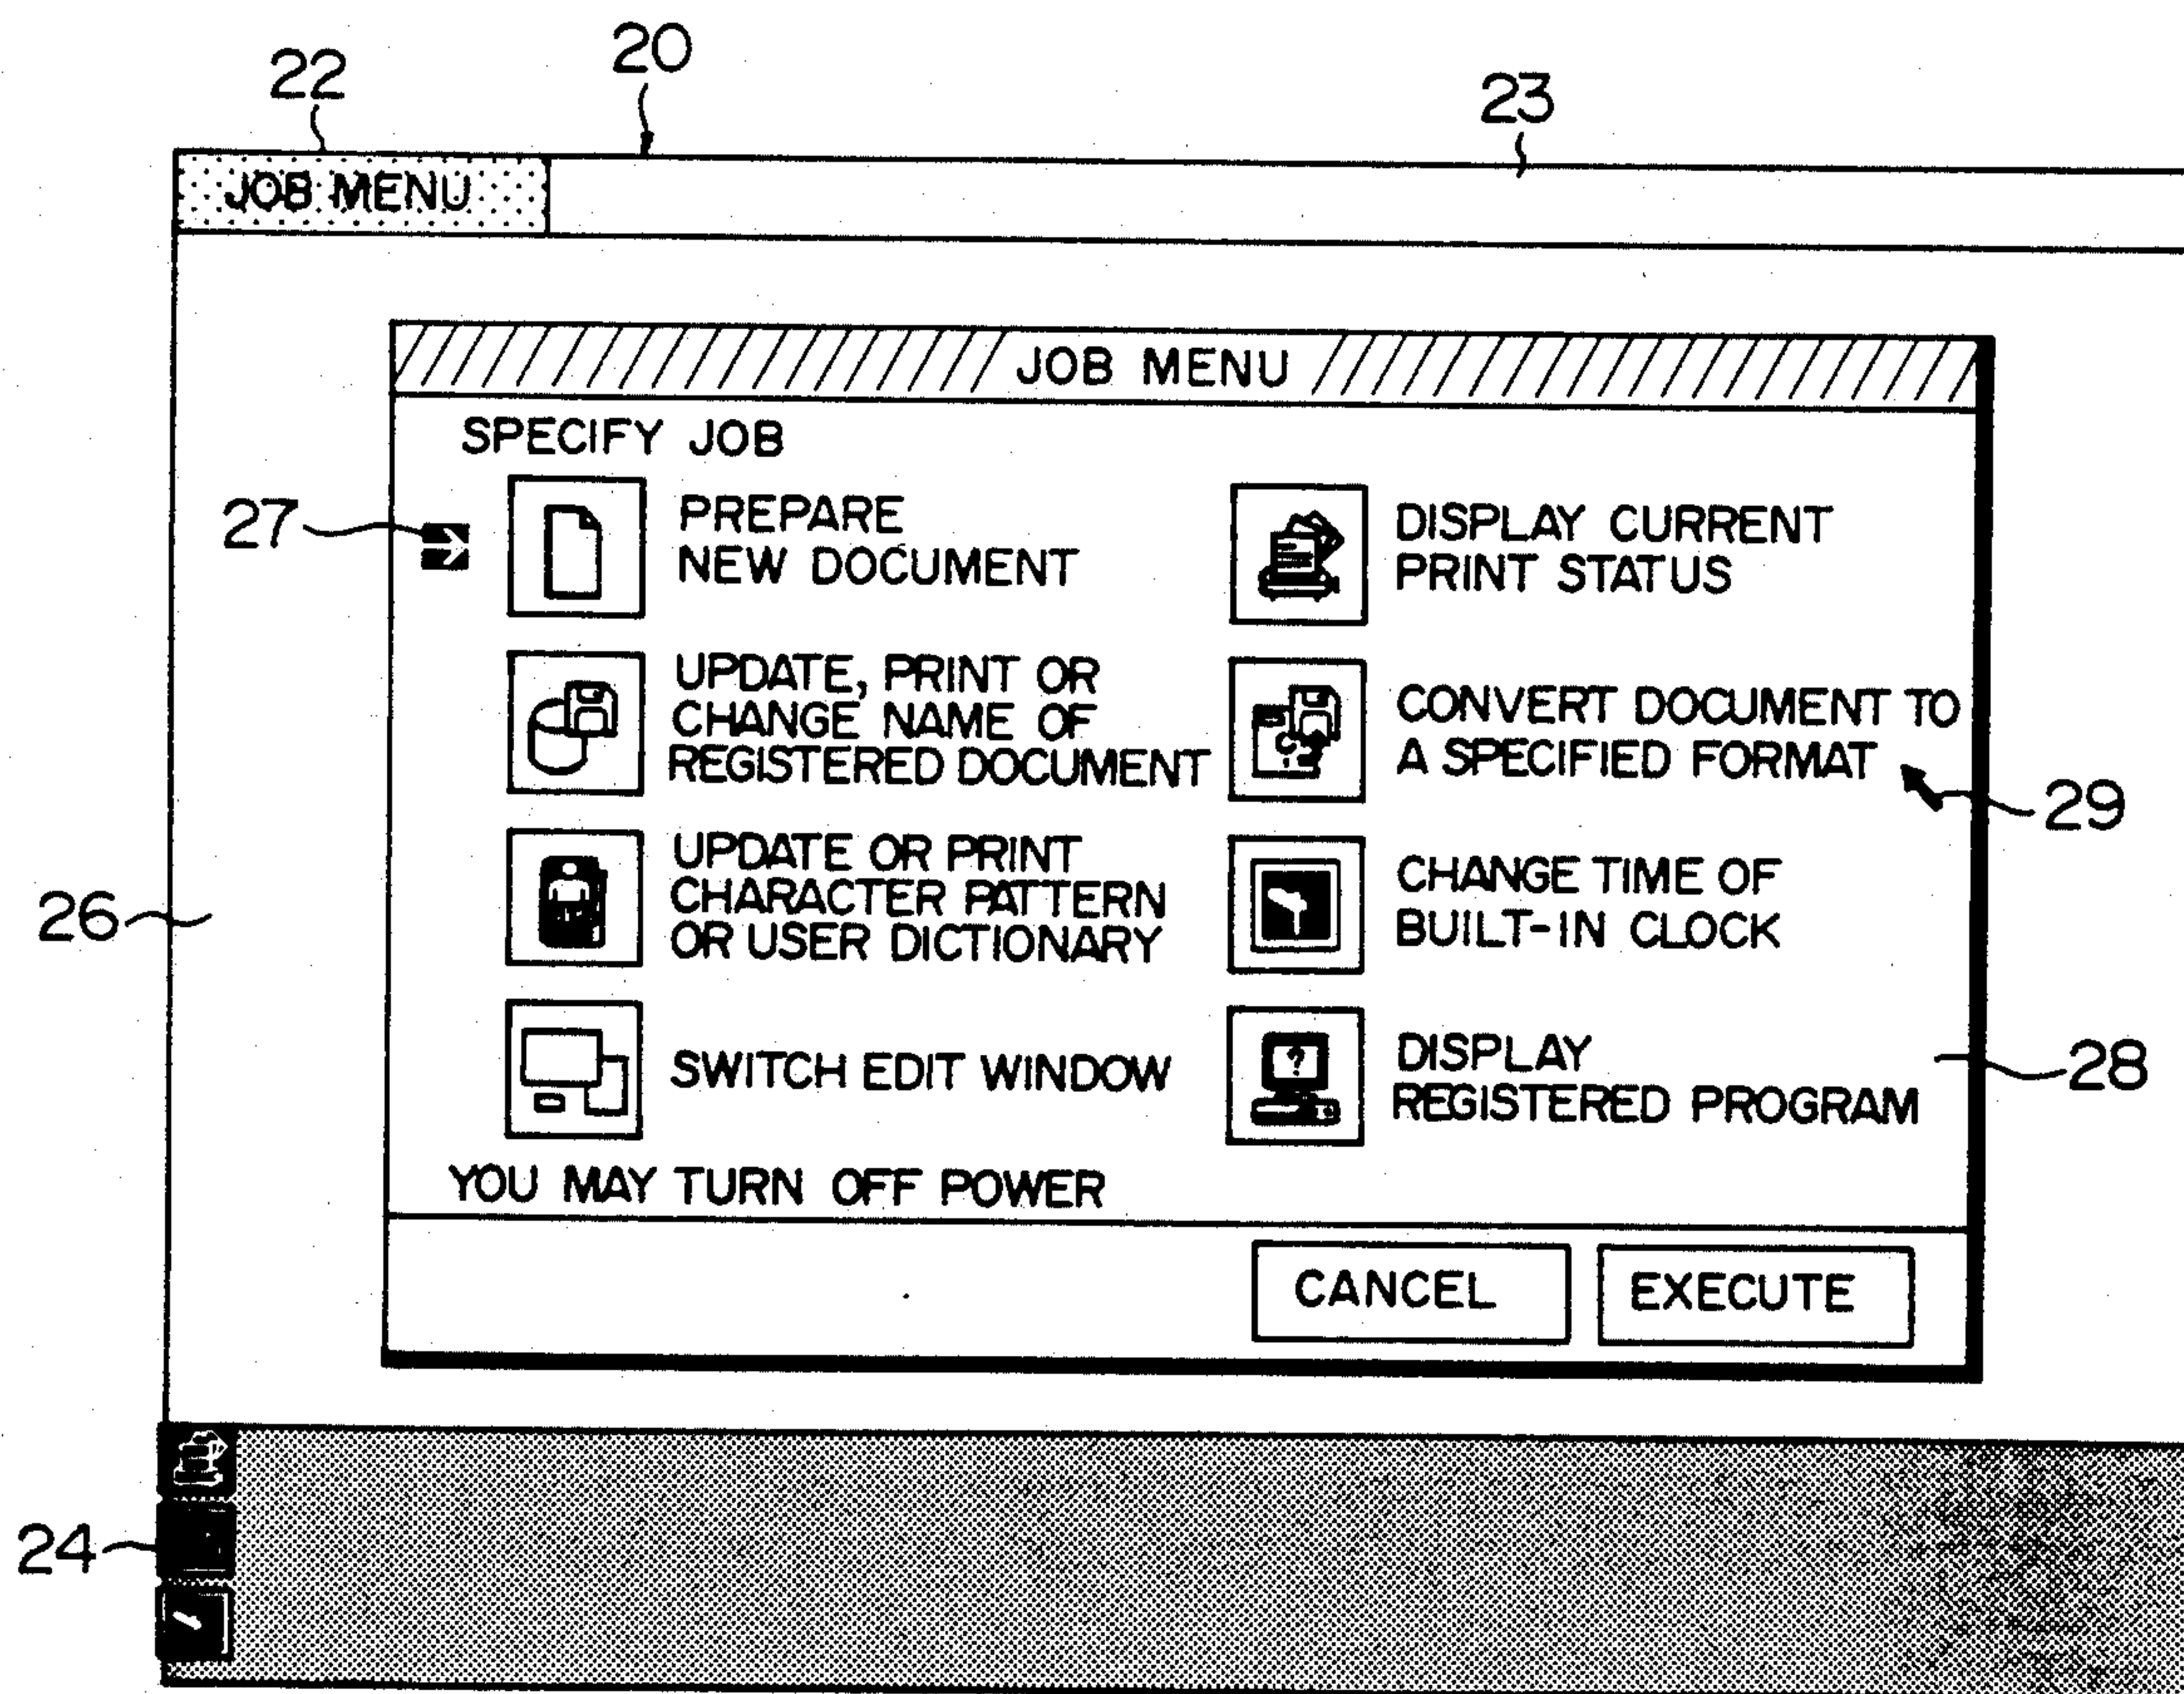 22
20
23
JOB MENU
JOB MENU
SPECIFY JOB
27
PREPARE
NEW DOCUMENT
DISPLAY CURRENT
PRINT STATUS
UPDATE, PRINT OR
CHANGE NAME OF
REGISTERED DOCUMENT
CONVERT DOCUMENT TO
A SPECIFIED FORMAT
29
UPDATE OR PRINT
CHARACTER PATTERN
OR USER DICTIONARY
CHANGE TIME OF
BUILT-IN CLOCK
26
SWITCH EDIT WINDOW
?
DISPLAY
REGISTERED PROGRAM
28
YOU MAY TURN OFF POWER
CANCEL
EXECUTE
24